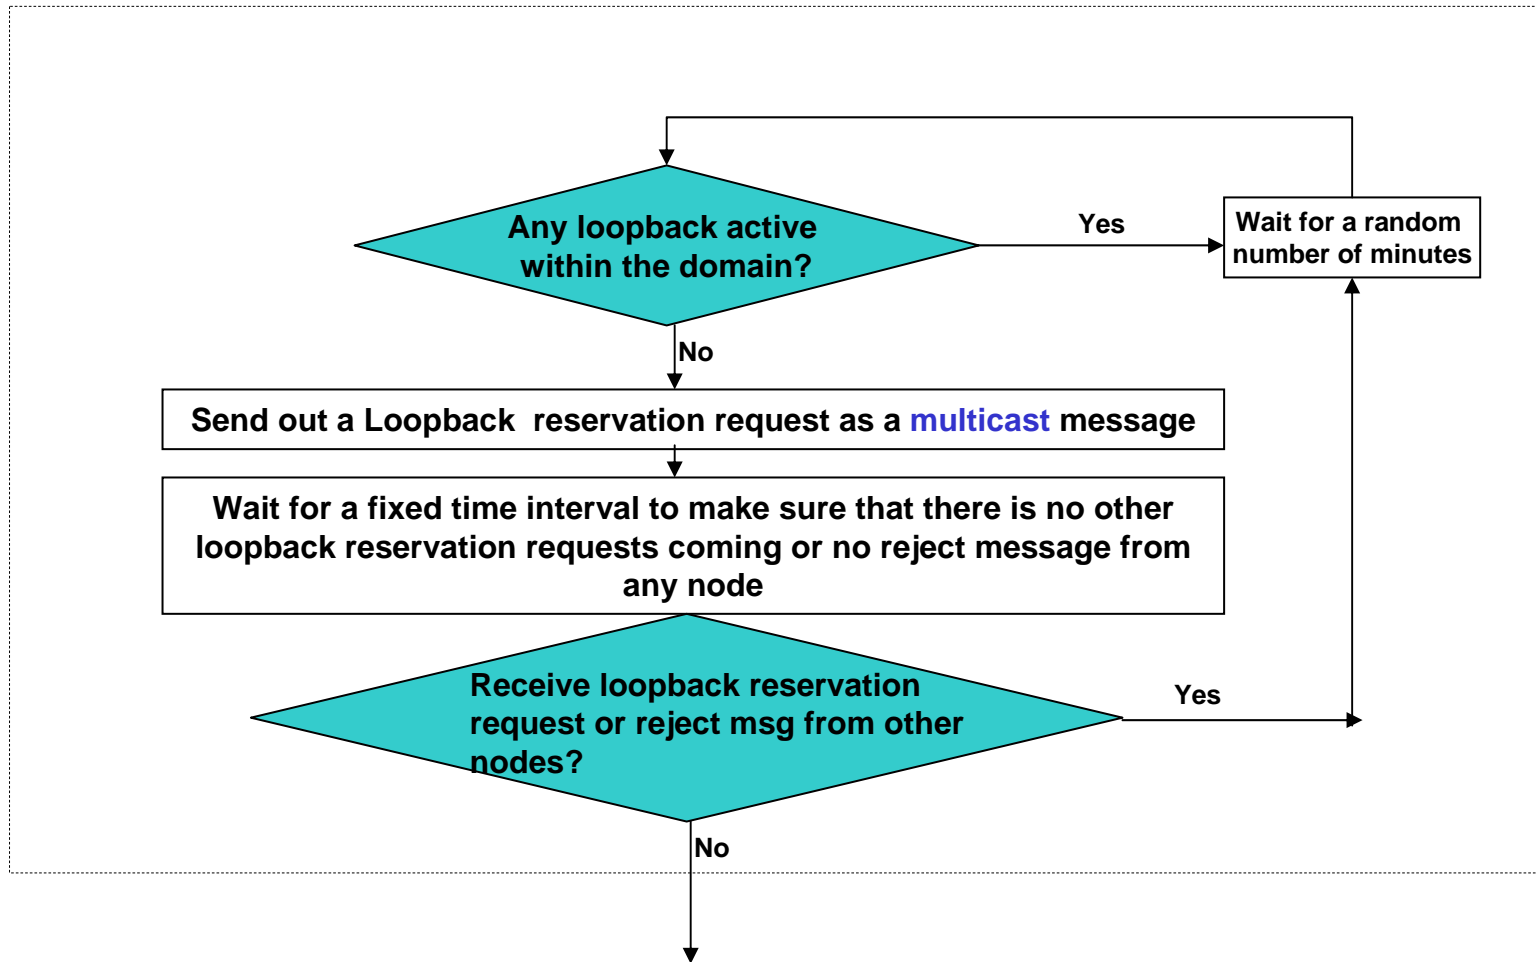 Any loopback active
within the domain?
Yes
Wait for a random
number of minutes
No
Send out a Loopback  reservation request as a multicast message
Wait for a fixed time interval to make sure that there is no other
loopback reservation requests coming or no reject message from
any node
Receive loopback reservation
request or reject msg from other
nodes?
Yes
No